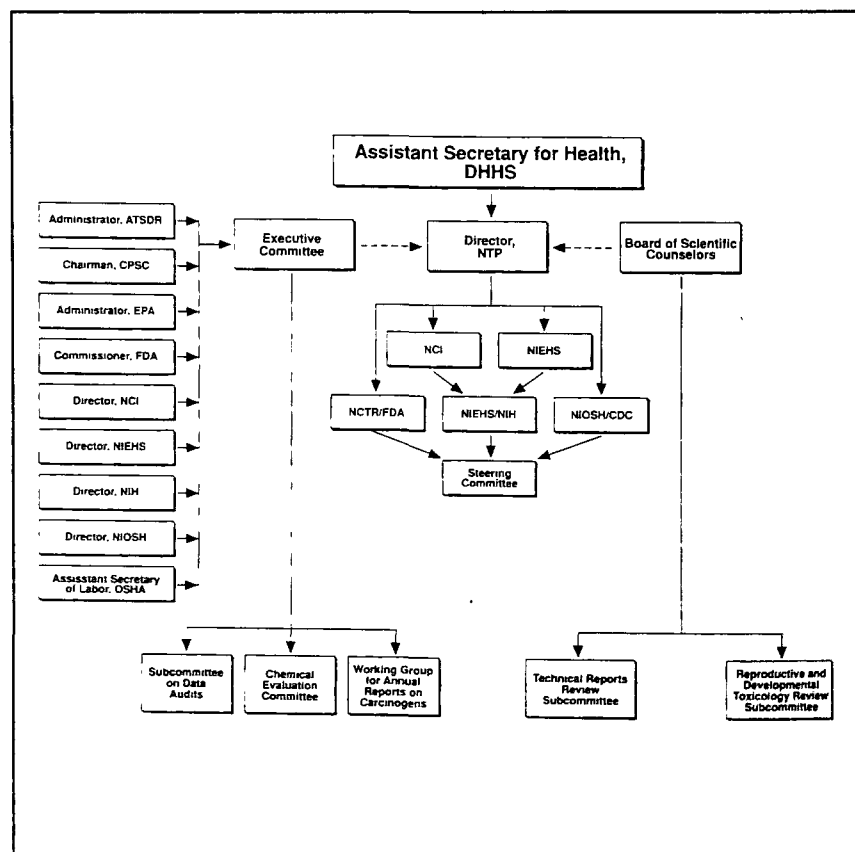 Assistant Secretary for Health,
DHHS
Administrator, ATSDR
Chairman, CPSC
Administrator, EPA
Commissioner, FDA
Director, NCI
Director, NIEHS
Director, NIH
Director, NIOSH
Assisstant Secretary
of Labor, OSHA
Executive
Committee
Director,
NTP
Board of Scientific
Counselors
NCI
NIEHS
NCTR/FDA
NIEHS/NIH
NIOSH/CDC
Steering
Committee
Subcommittee
on Data
Audits
Chemical
Evaluation
Committee
Working Group
for Annual
Reports on
Carcinogens
Technical Reports
Review
Subcommittee
Reproductive and
Developmental
Toxicology Review
Subcommittee